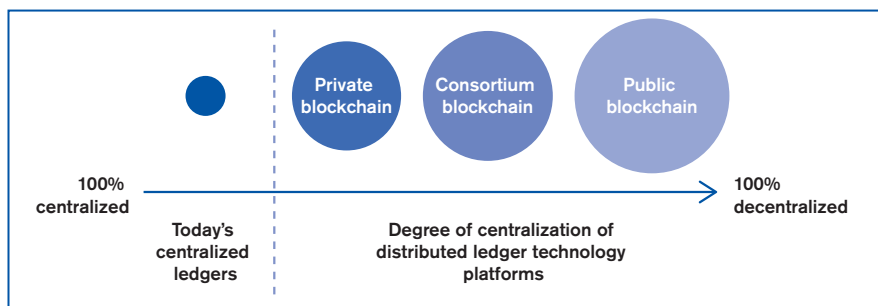 Private
blockchain
Consortium
blockchain
Public
blockchain
100%
centralized
100%
decentralized
Today’s
centralized
ledgers
Degree of centralization of
distributed ledger technology
platforms